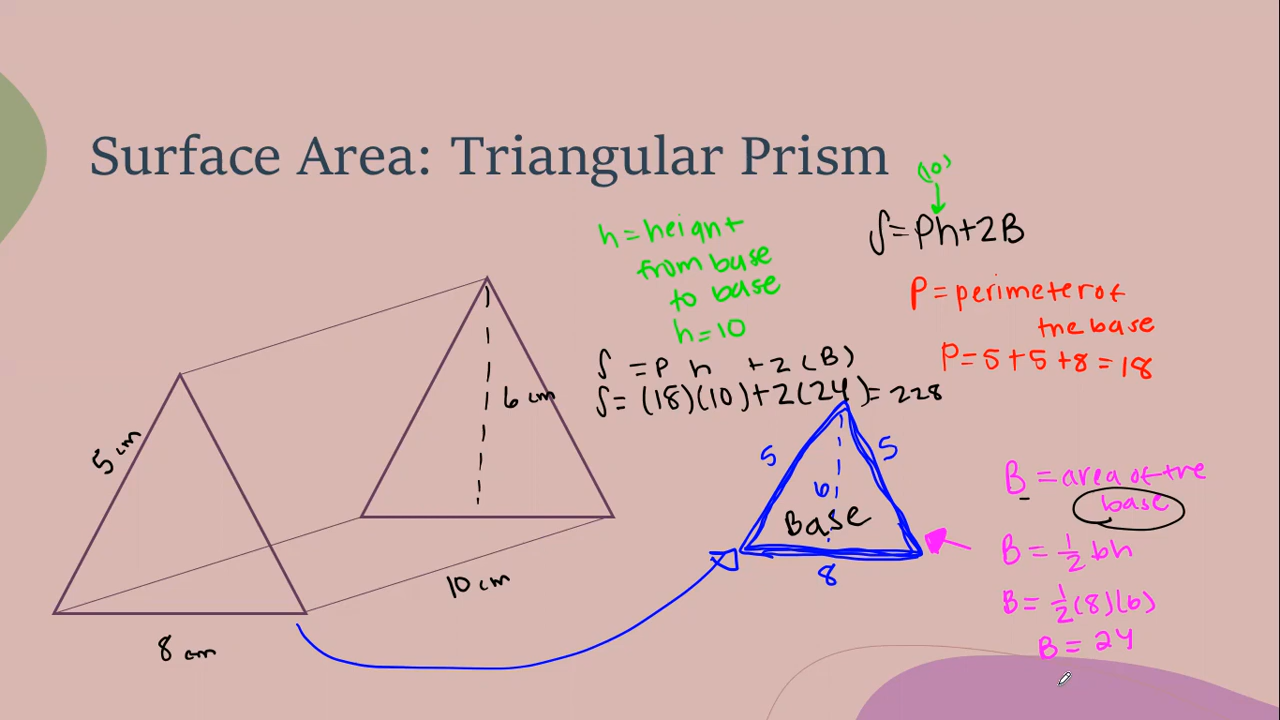 Surface Area: Triangular Prism
(10)
S=Ph+2B
h=height
from base
to base
h=10
P=perimeter of
the base
P=5+5+8=18
S =P h +2(B)
S=(18)(10)+2(24)=228
6 cm
5 cm
10 cm
8 cm
5
5
6
Base
8
B=area of the
base
B=½bh
B=½(8)(6)
B=24